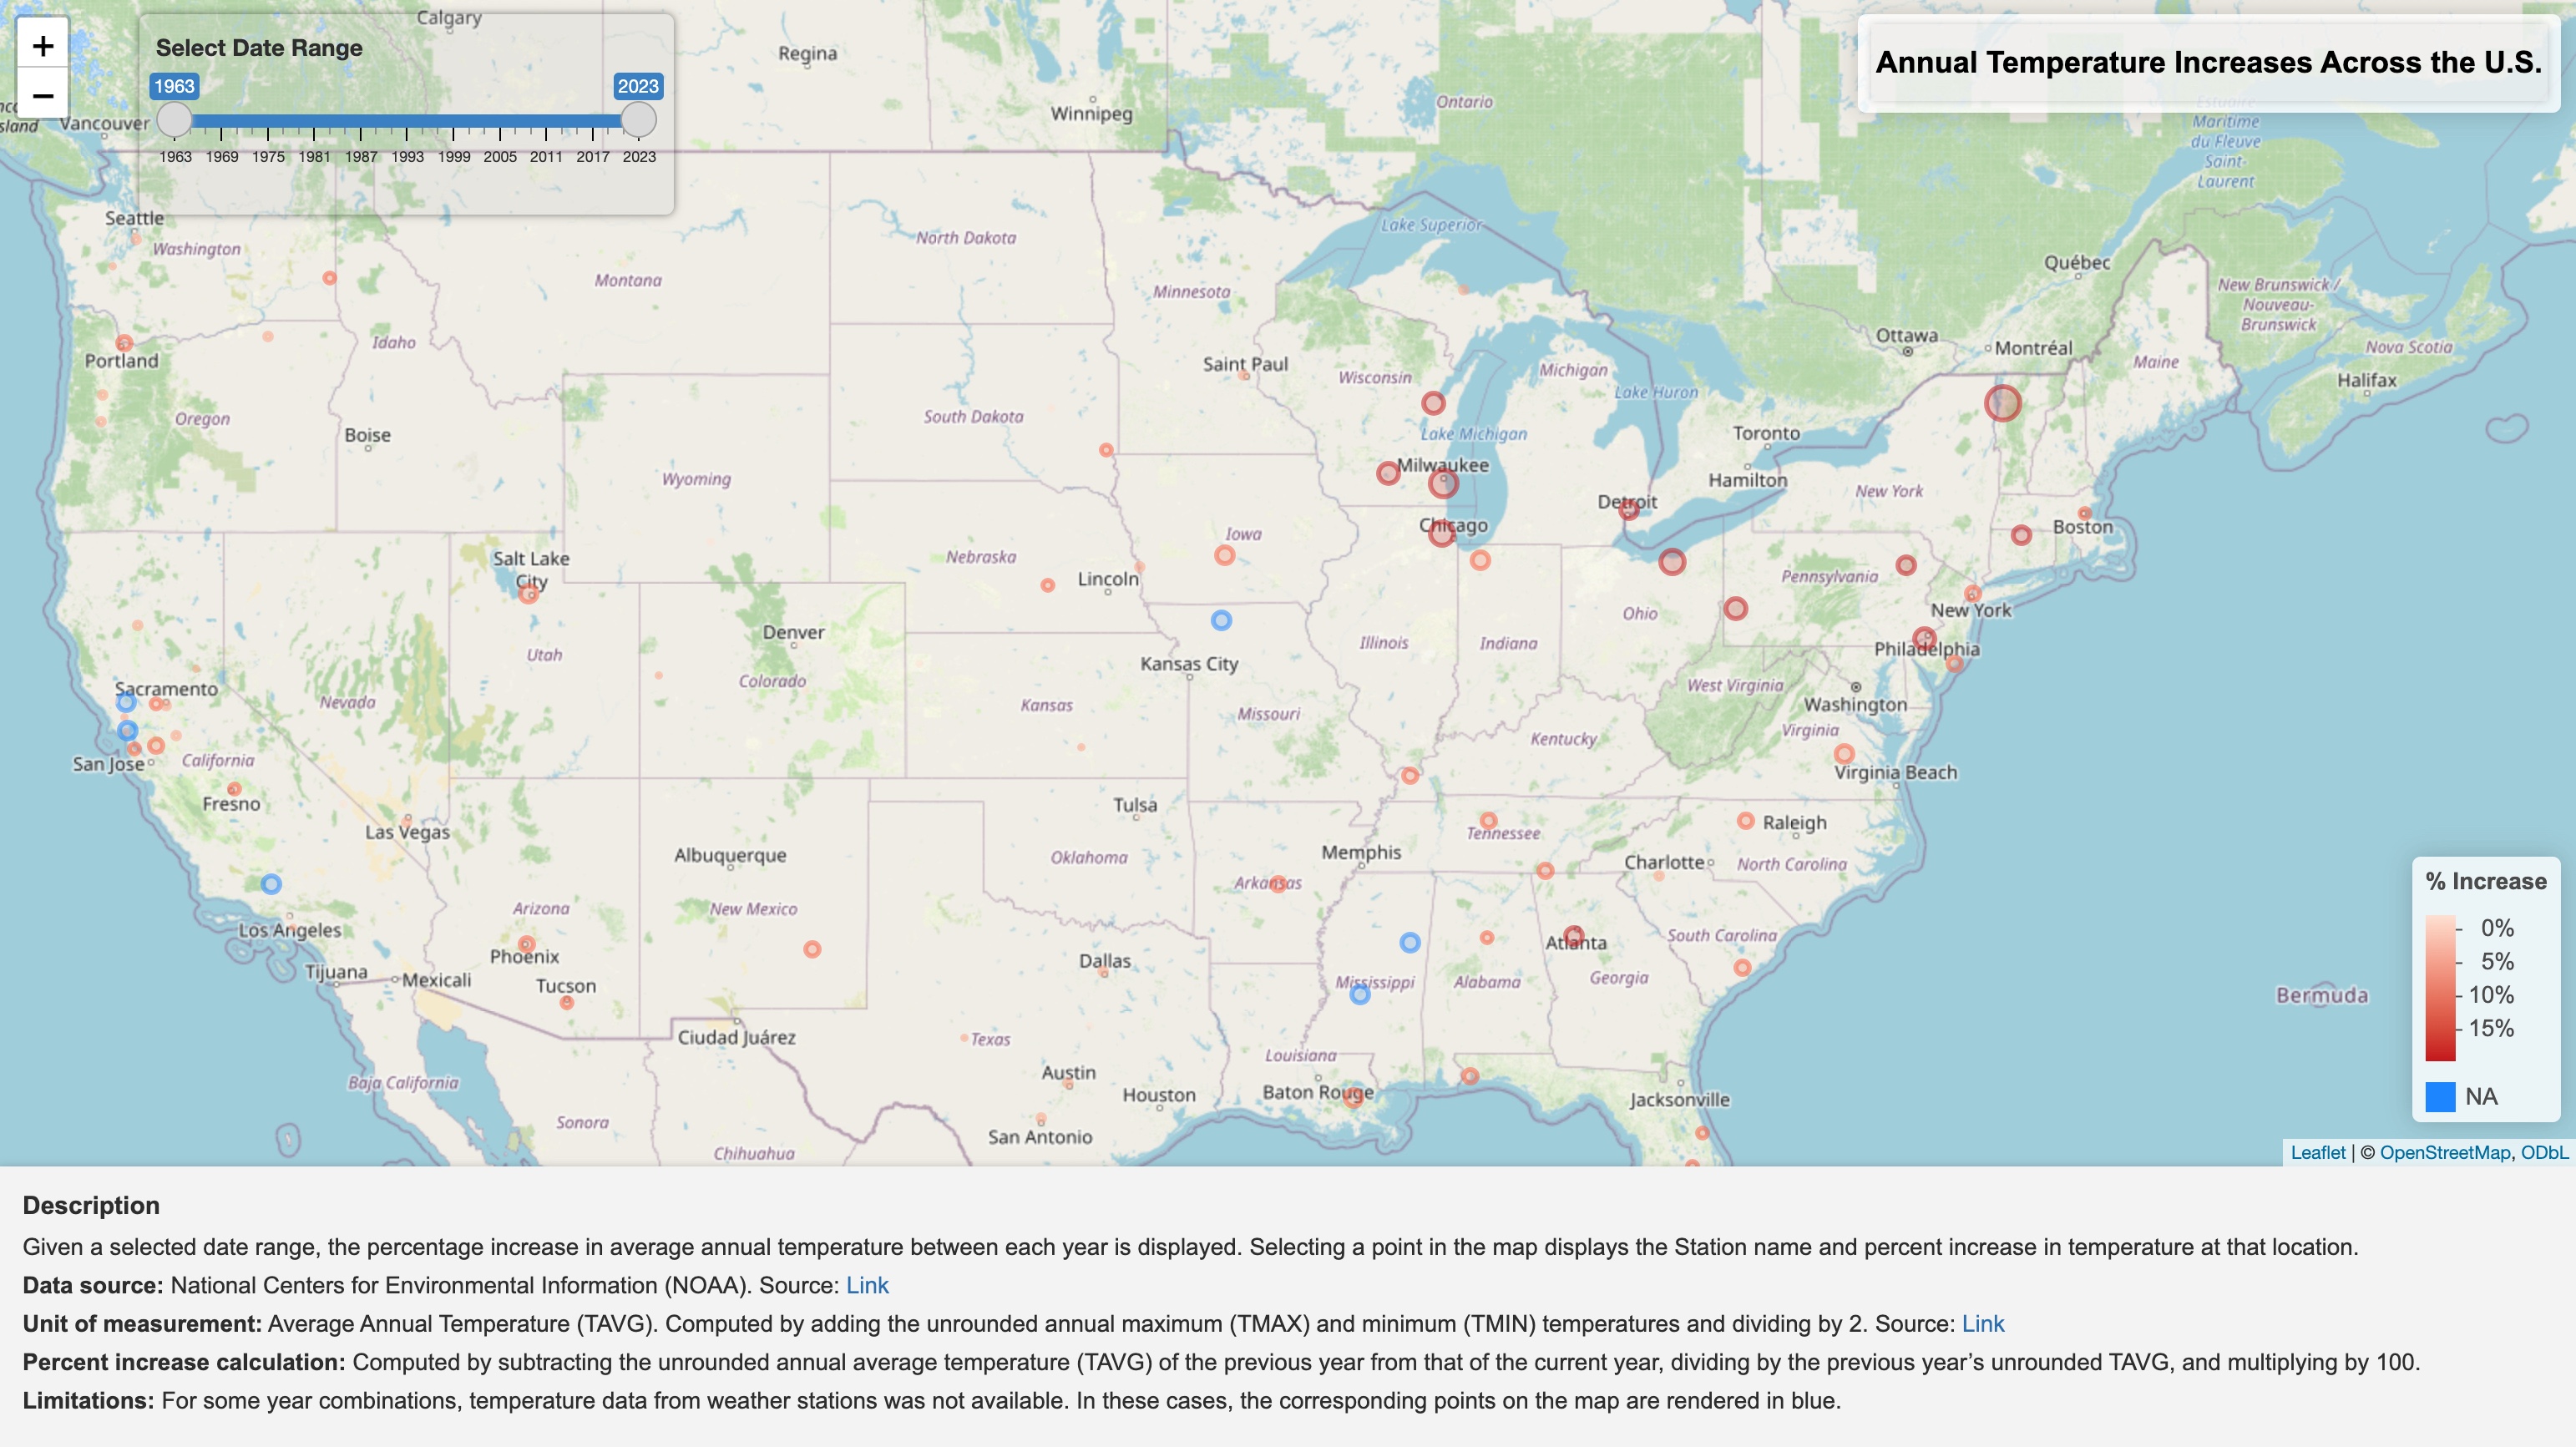 +
−
Select Date Range
1963
2023
1963 1969 1975 1981 1987 1993 1999 2005 2011 2017 2023
Annual Temperature Increases Across the U.S.
Calgary
Regina
Winnipeg
Ontario
Estuaire
Maritime
du Fleuve
Saint-
Laurent
Vancouver
Island
Seattle
Washington
North Dakota
Lake Superior
Montana
Minnesota
Québec
New Brunswick /
Nouveau-
Brunswick
Nova Scotia
Halifax
Ottawa
Montréal
Maine
Portland
Idaho
Saint Paul
Wisconsin
Michigan
Lake Huron
Oregon
Boise
South Dakota
Lake Michigan
Toronto
Hamilton
Wyoming
Milwaukee
New York
Detroit
Chicago
Boston
Salt Lake
City
Nebraska
Iowa
Lincoln
Pennsylvania
New York
Ohio
Denver
Utah
Illinois
Indiana
Philadelphia
Kansas City
Colorado
Sacramento
Nevada
Kansas
Missouri
West Virginia
Washington
Virginia
Kentucky
San Jose
California
Virginia Beach
Fresno
Las Vegas
Tulsa
Tennessee
Raleigh
Albuquerque
Oklahoma
Memphis
Charlotte
North Carolina
Arkansas
Los Angeles
Arizona
New Mexico
Phoenix
Dallas
Atlanta
South Carolina
Tijuana
Mexicali
Tucson
Mississippi
Alabama
Georgia
Bermuda
Ciudad Juárez
Texas
Louisiana
Baja California
Austin
Houston
Baton Rouge
Jacksonville
Sonora
San Antonio
Chihuahua
% Increase
0%
5%
10%
15%
NA
Leaflet | © OpenStreetMap, ODbL
Description
Given a selected date range, the percentage increase in average annual temperature between each year is displayed. Selecting a point in the map displays the Station name and percent increase in temperature at that location.
Data source: National Centers for Environmental Information (NOAA). Source: Link
Unit of measurement: Average Annual Temperature (TAVG). Computed by adding the unrounded annual maximum (TMAX) and minimum (TMIN) temperatures and dividing by 2. Source: Link
Percent increase calculation: Computed by subtracting the unrounded annual average temperature (TAVG) of the previous year from that of the current year, dividing by the previous year’s unrounded TAVG, and multiplying by 100.
Limitations: For some year combinations, temperature data from weather stations was not available. In these cases, the corresponding points on the map are rendered in blue.